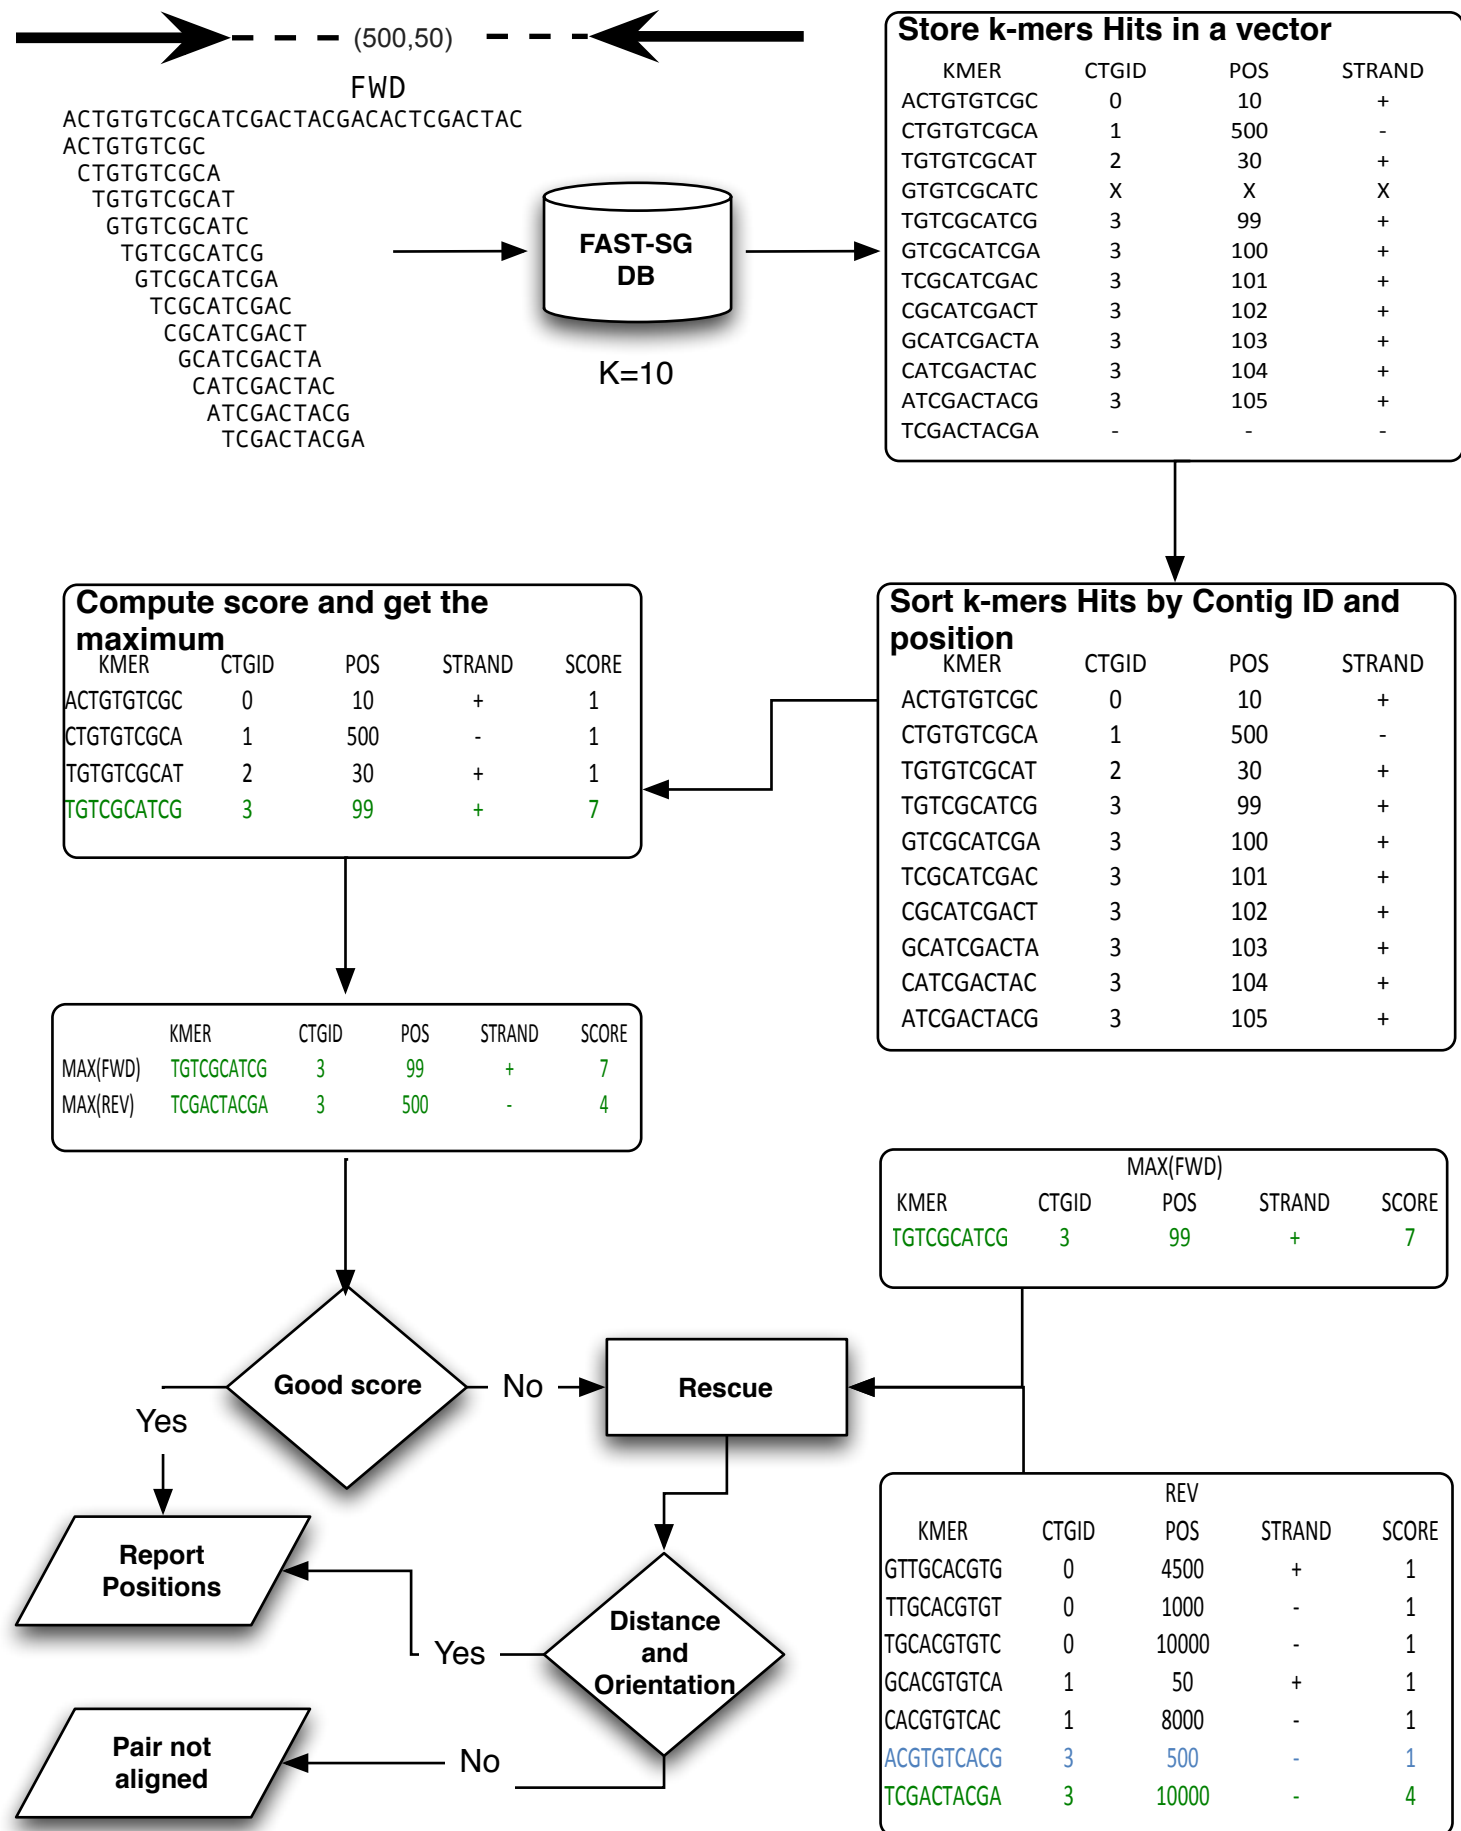 (500,50)
FWD
ACTGTGTCGCATCGACTACGACACTCGACTAC
ACTGTGTCGC
CTGTGTCGCA
TGTGTCGCAT
GTGTCGCATC
TGTCGCATCG
GTCGCATCGA
TCGCATCGAC
CGCATCGACT
GCATCGACTA
CATCGACTAC
ATCGACTACG
TCGACTACGA
FAST-SG
DB
K=10
Store k-mers Hits in a vector
KMER CTGID POS STRAND
ACTGTGTCGC 0 10 +
CTGTGTCGCA 1 500 -
TGTGTCGCAT 2 30 +
GTGTCGCATC X X X
TGTCGCATCG 3 99 +
GTCGCATCGA 3 100 +
TCGCATCGAC 3 101 +
CGCATCGACT 3 102 +
GCATCGACTA 3 103 +
CATCGACTAC 3 104 +
ATCGACTACG 3 105 +
TCGACTACGA - - -
Sort k-mers Hits by Contig ID and
position
KMER CTGID POS STRAND
ACTGTGTCGC 0 10 +
CTGTGTCGCA 1 500 -
TGTGTCGCAT 2 30 +
TGTCGCATCG 3 99 +
GTCGCATCGA 3 100 +
TCGCATCGAC 3 101 +
CGCATCGACT 3 102 +
GCATCGACTA 3 103 +
CATCGACTAC 3 104 +
ATCGACTACG 3 105 +
Compute score and get the
maximum
KMER CTGID POS STRAND SCORE
ACTGTGTCGC 0 10 + 1
CTGTGTCGCA 1 500 - 1
TGTGTCGCAT 2 30 + 1
TGTCGCATCG 3 99 + 7
KMER CTGID POS STRAND SCORE
MAX(FWD) TGTCGCATCG 3 99 + 7
MAX(REV) TCGACTACGA 3 500 - 4
Good score
Yes
No
Rescue
MAX(FWD)
KMER CTGID POS STRAND SCORE
TGTCGCATCG 3 99 + 7
REV
KMER CTGID POS STRAND SCORE
GTTGCACGTG 0 4500 + 1
TTGCACGTGT 0 1000 - 1
TGCACGTGTC 0 10000 - 1
GCACGTGTCA 1 50 + 1
CACGTGTCAC 1 8000 - 1
ACGTGTCACG 3 500 - 1
TCGACTACGA 3 10000 - 4
Report
Positions
Distance
and
Orientation
Yes
No
Pair not
aligned